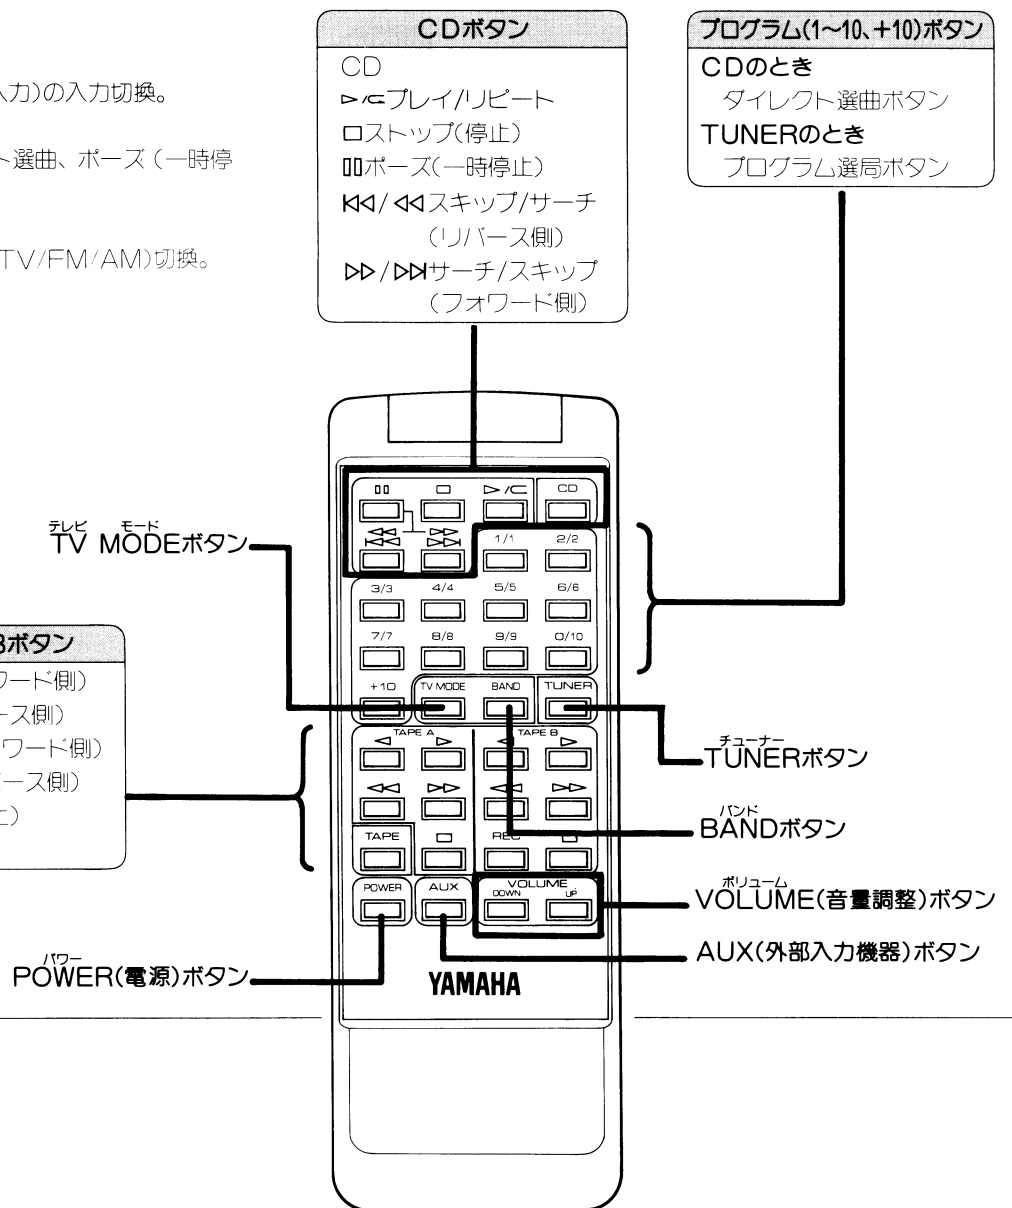 CDボタン
CD
▷/⊂プレイ/リピート
□ストップ(停止)
▯▯ポーズ(一時停止)
|◁◁/◁◁スキップ/サーチ
(リバース側)
▷▷/▷▷|サーチ/スキップ
(フォワード側)
プログラム(1〜10、+10)ボタン
CDのとき
ダイレクト選曲ボタン
TUNERのとき
プログラム選局ボタン
入力)の入力切換。
ト選曲、ポーズ(一時停
TV/FM/AM)切換。
テレビ モード
TV MODEボタン
Bボタン
ワード側)
ース側)
ワード側)
ース側)
)
▯▯ □ ▷/⊂ CD
◁◁ ▷▷
|◁◁ ▷▷|
1/1 2/2
3/3 4/4 5/5 6/6
7/7 8/8 9/9 0/10
+10 TV MODE BAND TUNER
TAPE A TAPE B
◁ ▷ ◁ ▷
◁◁ ▷▷ ◁◁ ▷▷
TAPE □ REC □
POWER AUX VOLUME
DOWN UP
YAMAHA
チューナー
TUNERボタン
バンド
BANDボタン
ボリューム
VOLUME(音量調整)ボタン
AUX(外部入力機器)ボタン
パワー
POWER(電源)ボタン